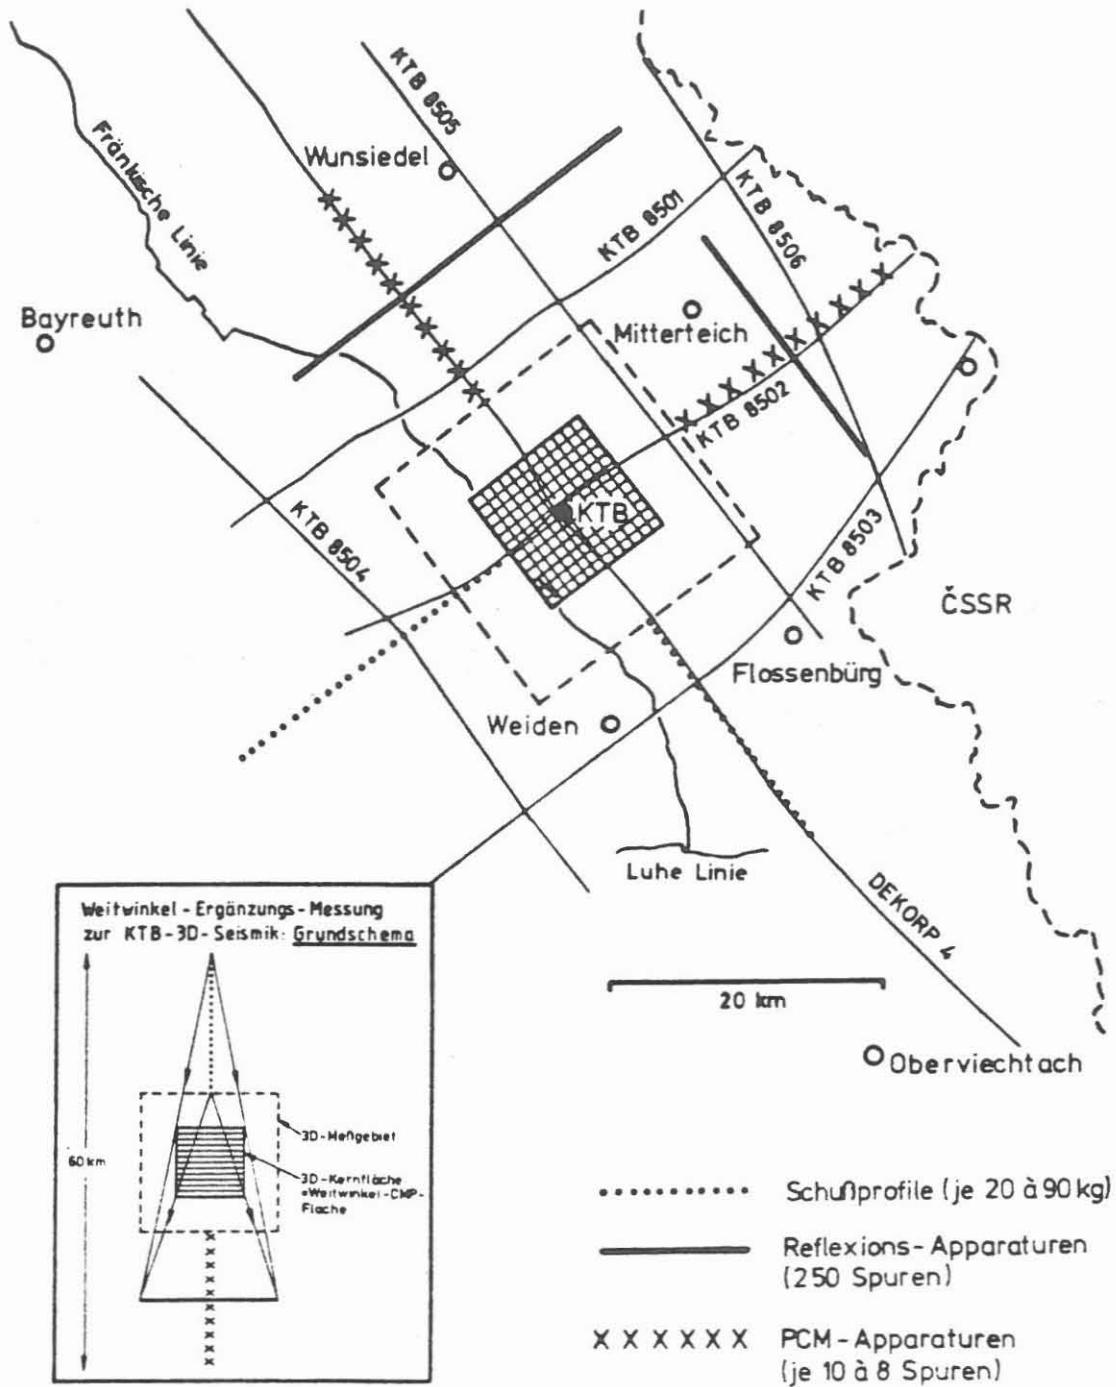 KTB 8505
Fränkische Linie
Wunsiedel
KTB 8501
KTB 8506
Bayreuth
Mitterteich
KTB 8502
KTB
KTB 8504
KTB 8503
ČSSR
Flossenbürg
Weiden
Luhe Linie
DEKORP 4
20 km
Oberviechtach
Weitwinkel-Ergänzungs-Messung
zur KTB-3D-Seismik: Grundschema
60 km
3D-Meßgebiet
3D-Kernfläche
=Weitwinkel-CMP-
Fläche
Schußprofile (je 20 à 90 kg)
Reflexions-Apparaturen
(250 Spuren)
X X X X X X PCM-Apparaturen
(je 10 à 8 Spuren)